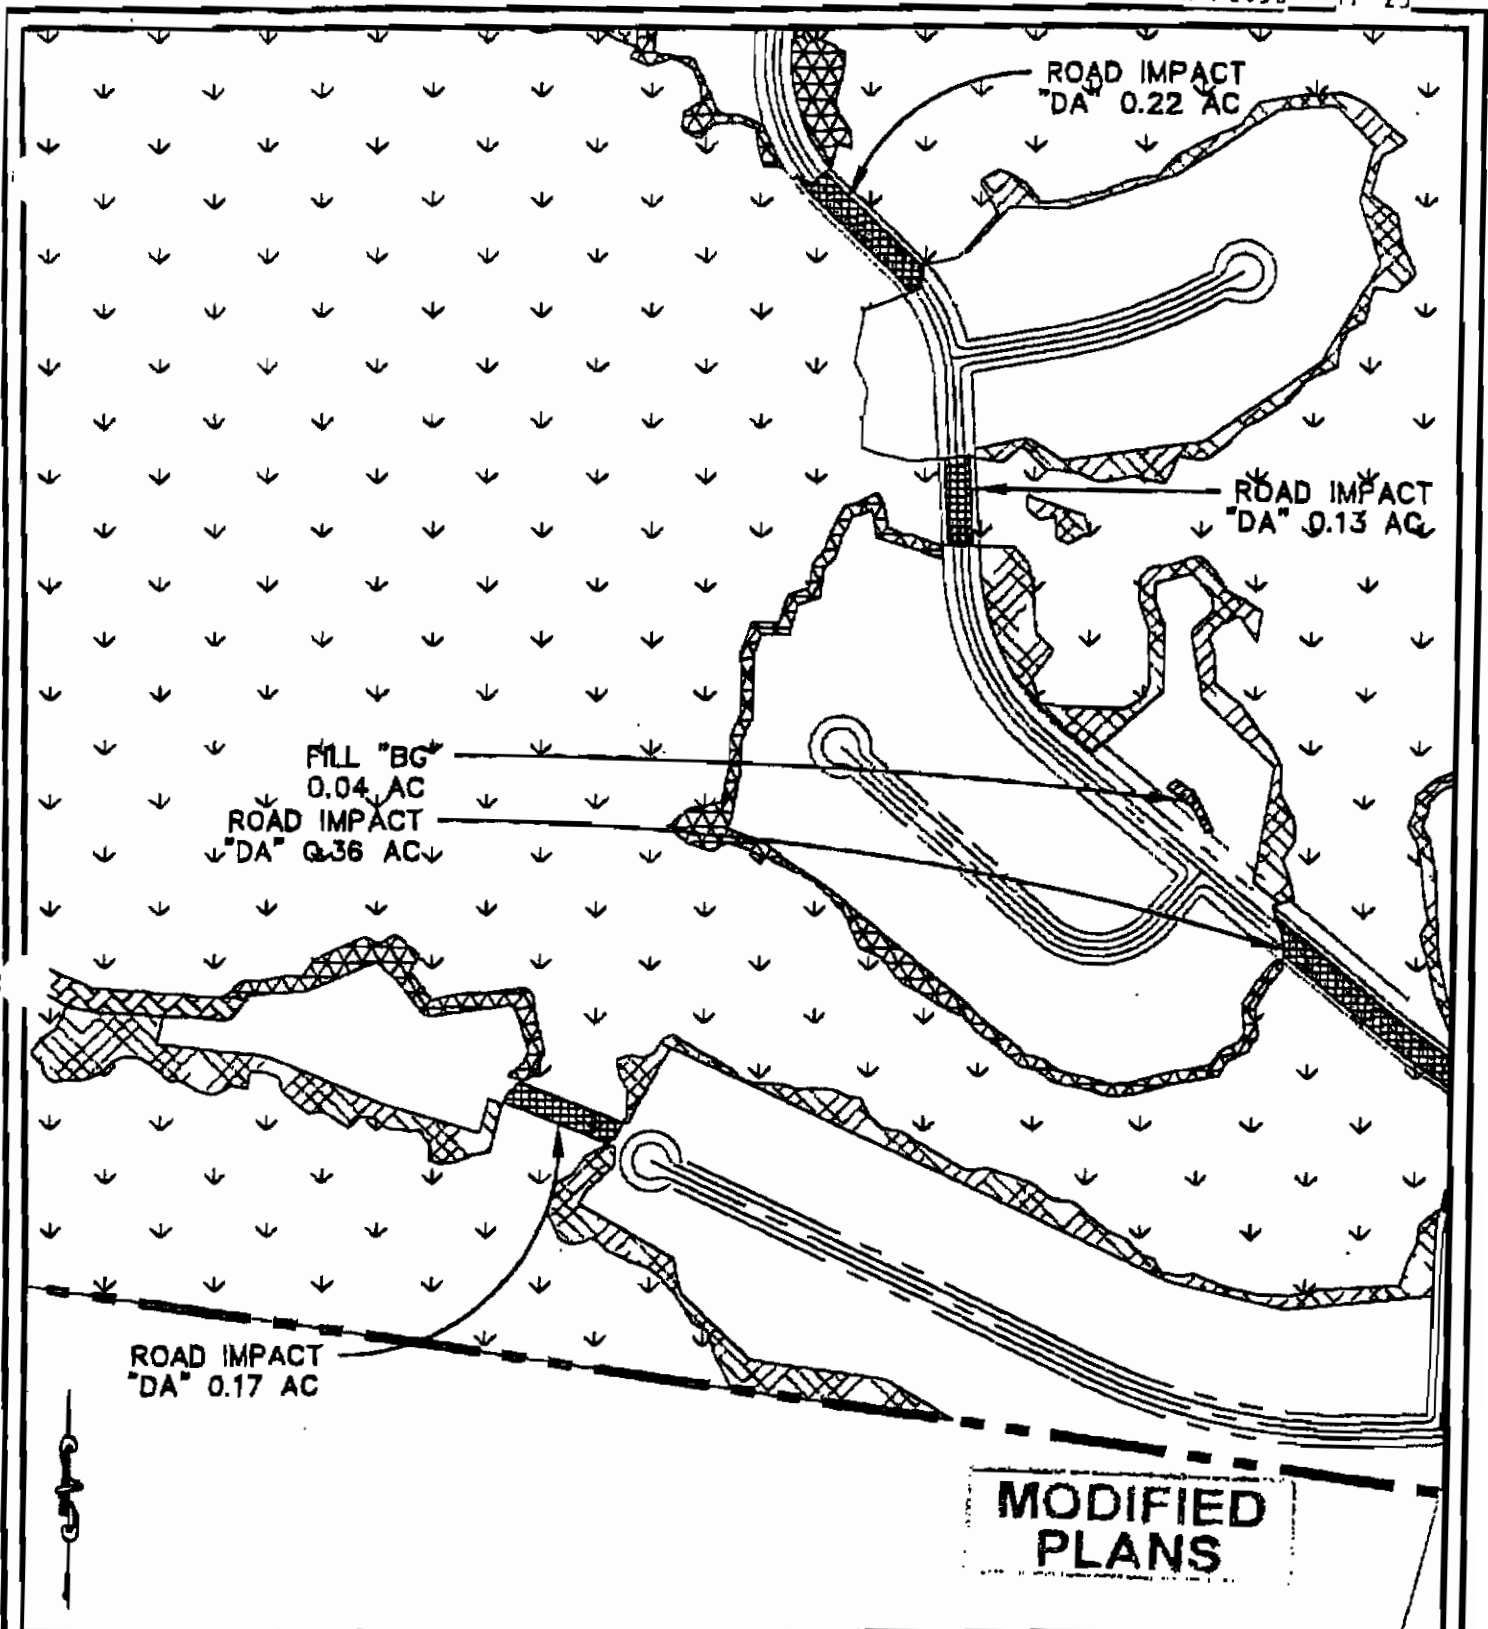 ROAD IMPACT
"DA" 0.22 AC
ROAD IMPACT
"DA" 0.13 AC
FILL "BG"
0.04 AC
ROAD IMPACT
"DA" 0.36 AC
ROAD IMPACT
"DA" 0.17 AC
MODIFIED
PLANS